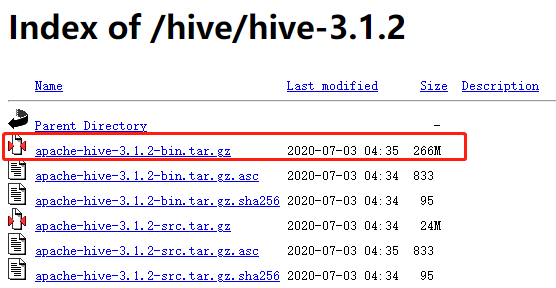 Index of /hive/hive-3.1.2
Name Last modified Size Description
Parent Directory -
apache-hive-3.1.2-bin.tar.gz 2020-07-03 04:35 266M
apache-hive-3.1.2-bin.tar.gz.asc 2020-07-03 04:34 833
apache-hive-3.1.2-bin.tar.gz.sha256 2020-07-03 04:34 95
apache-hive-3.1.2-src.tar.gz 2020-07-03 04:34 24M
apache-hive-3.1.2-src.tar.gz.asc 2020-07-03 04:35 833
apache-hive-3.1.2-src.tar.gz.sha256 2020-07-03 04:34 95